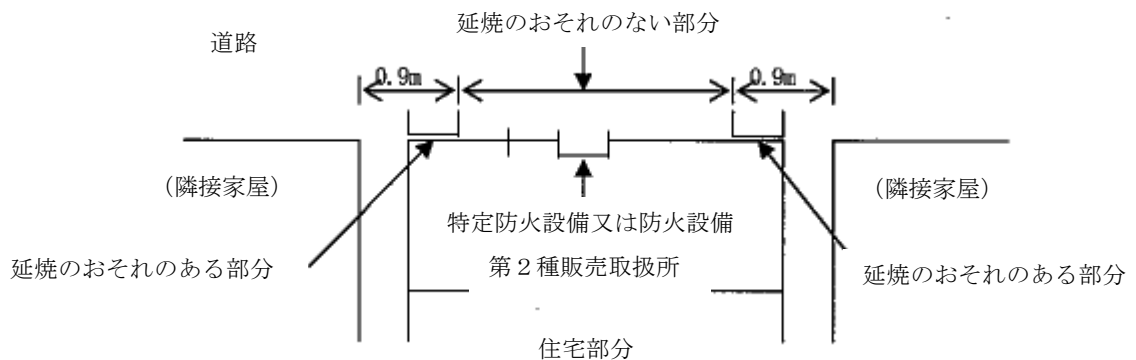 延焼のおそれのない部分
道路
0.9m
0.9m
(隣接家屋)
(隣接家屋)
特定防火設備又は防火設備
第2種販売取扱所
延焼のおそれのある部分
延焼のおそれのある部分
住宅部分